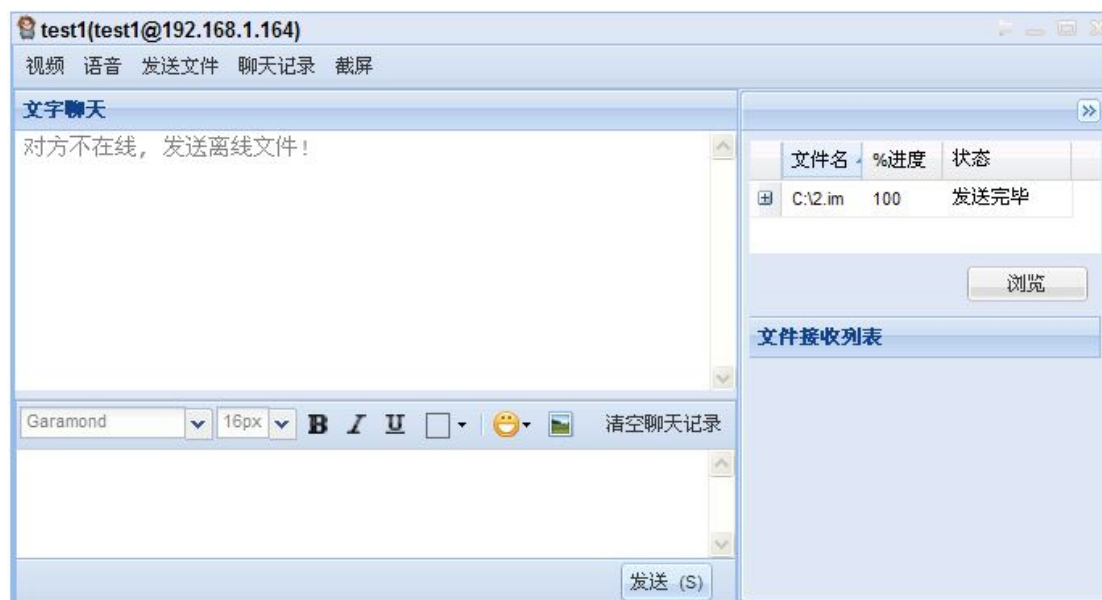 test1(test1@192.168.1.164)
视频 语音 发送文件 聊天记录 截屏
文字聊天
对方不在线，发送离线文件！
文件名 %进度 状态
C:\2.im 100 发送完毕
浏览
文件接收列表
Garamond 16px B I U 清空聊天记录
发送 (S)